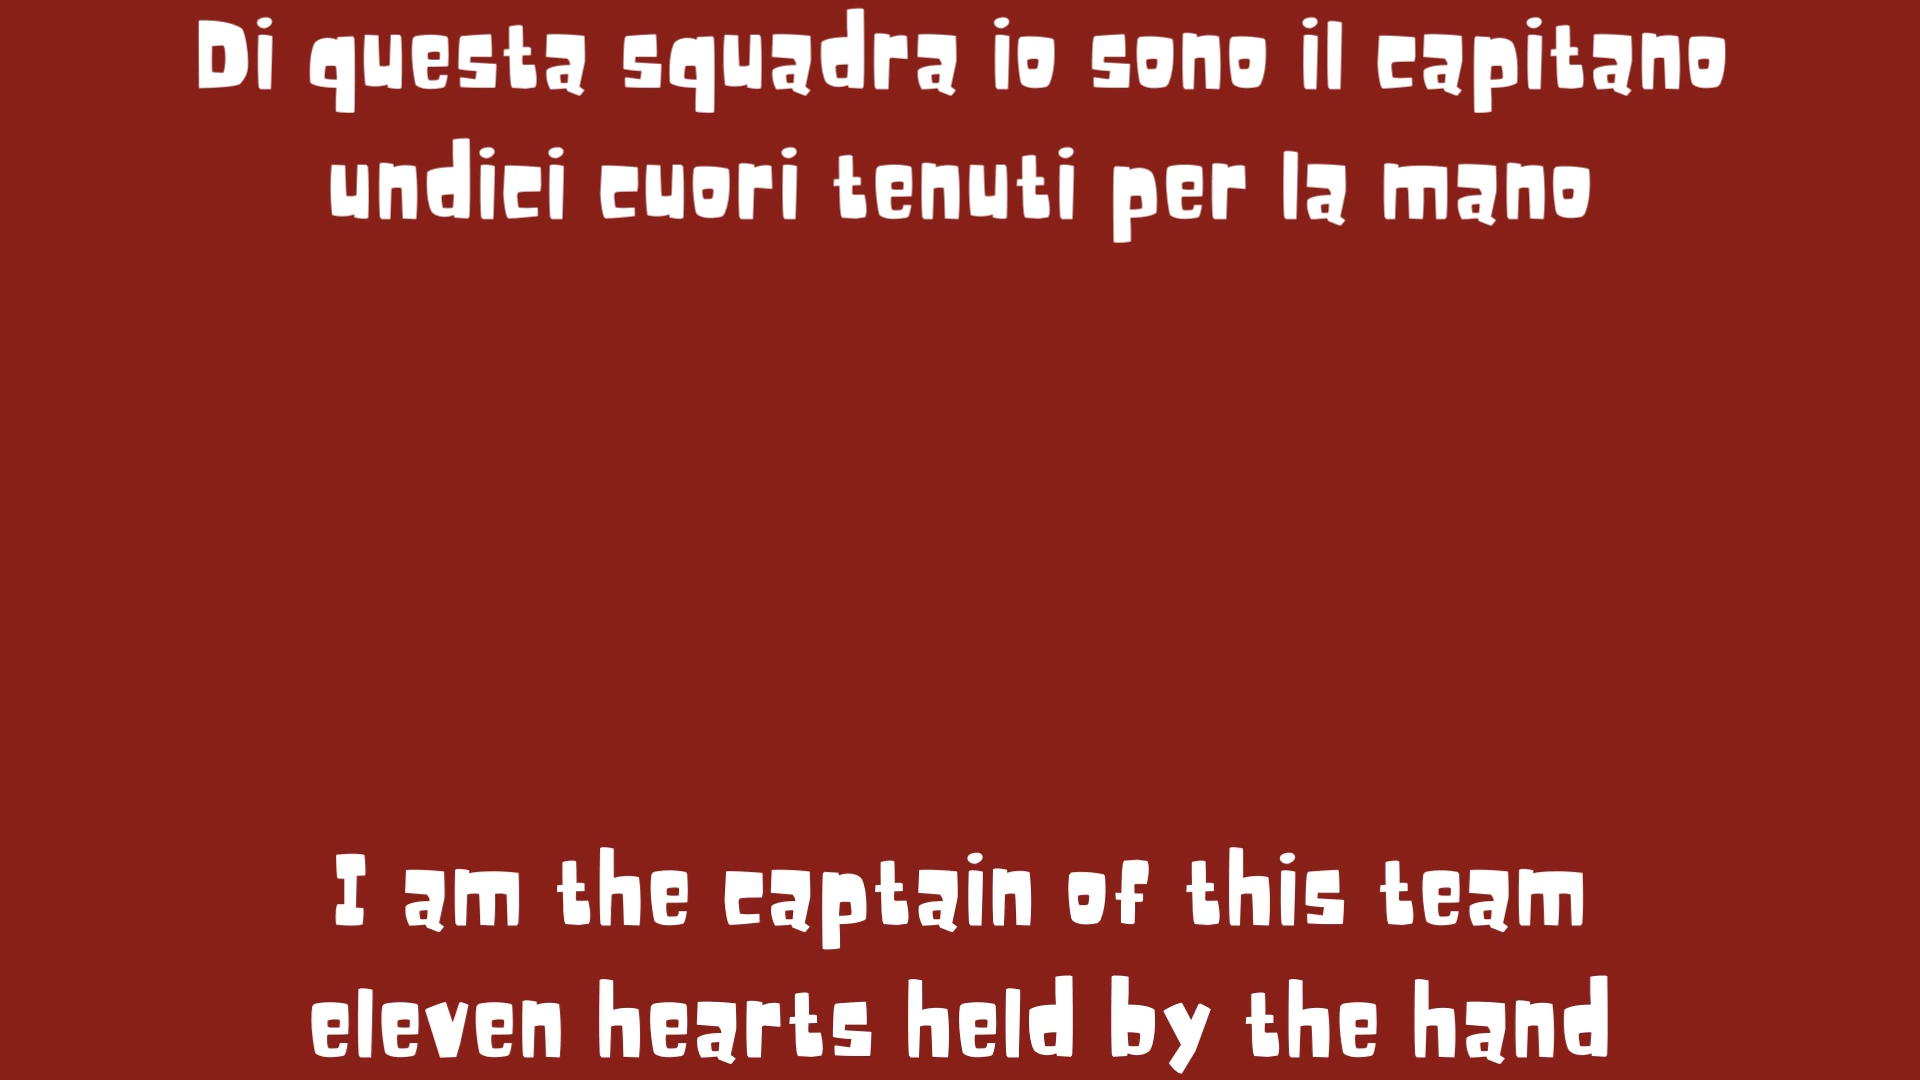 Di questa squadra io sono il capitano
undici cuori tenuti per la mano
I am the captain of this team
eleven hearts held by the hand